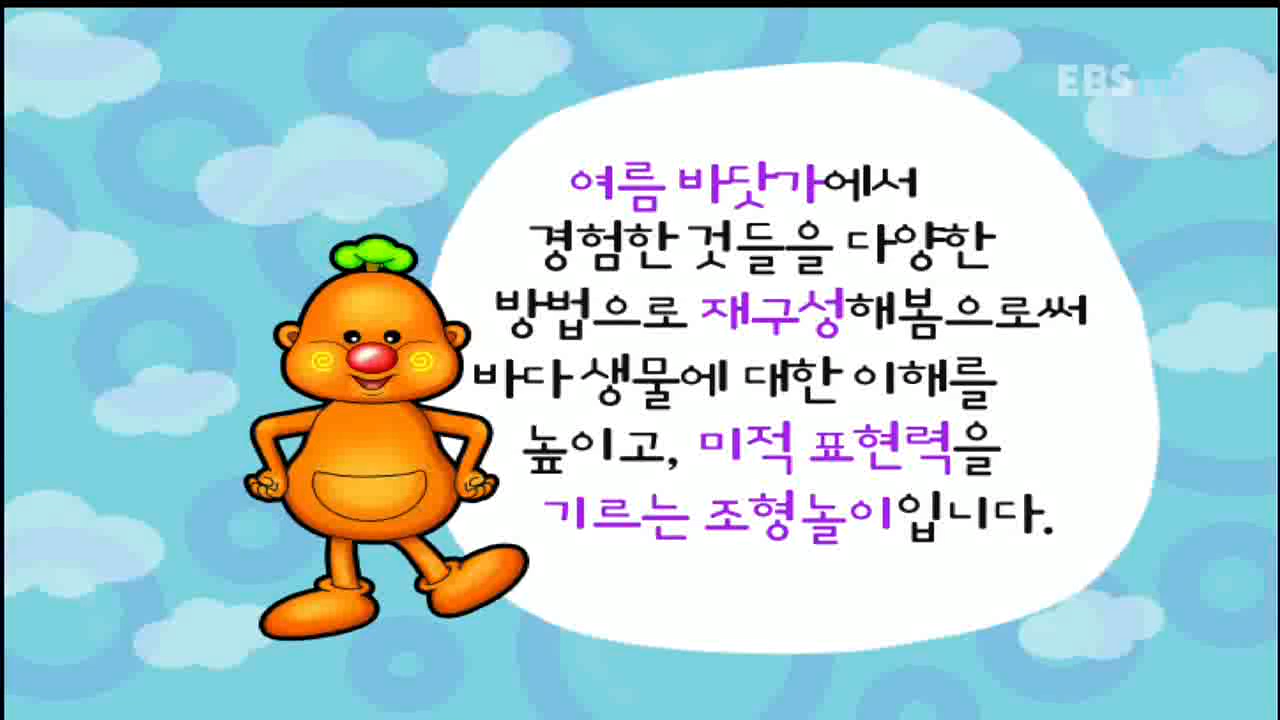 EBS
여름 바닷가에서
경험한 것들을 다양한
방법으로 재구성해봄으로써
바다 생물에 대한 이해를
높이고, 미적 표현력을
기르는 조형놀이입니다.